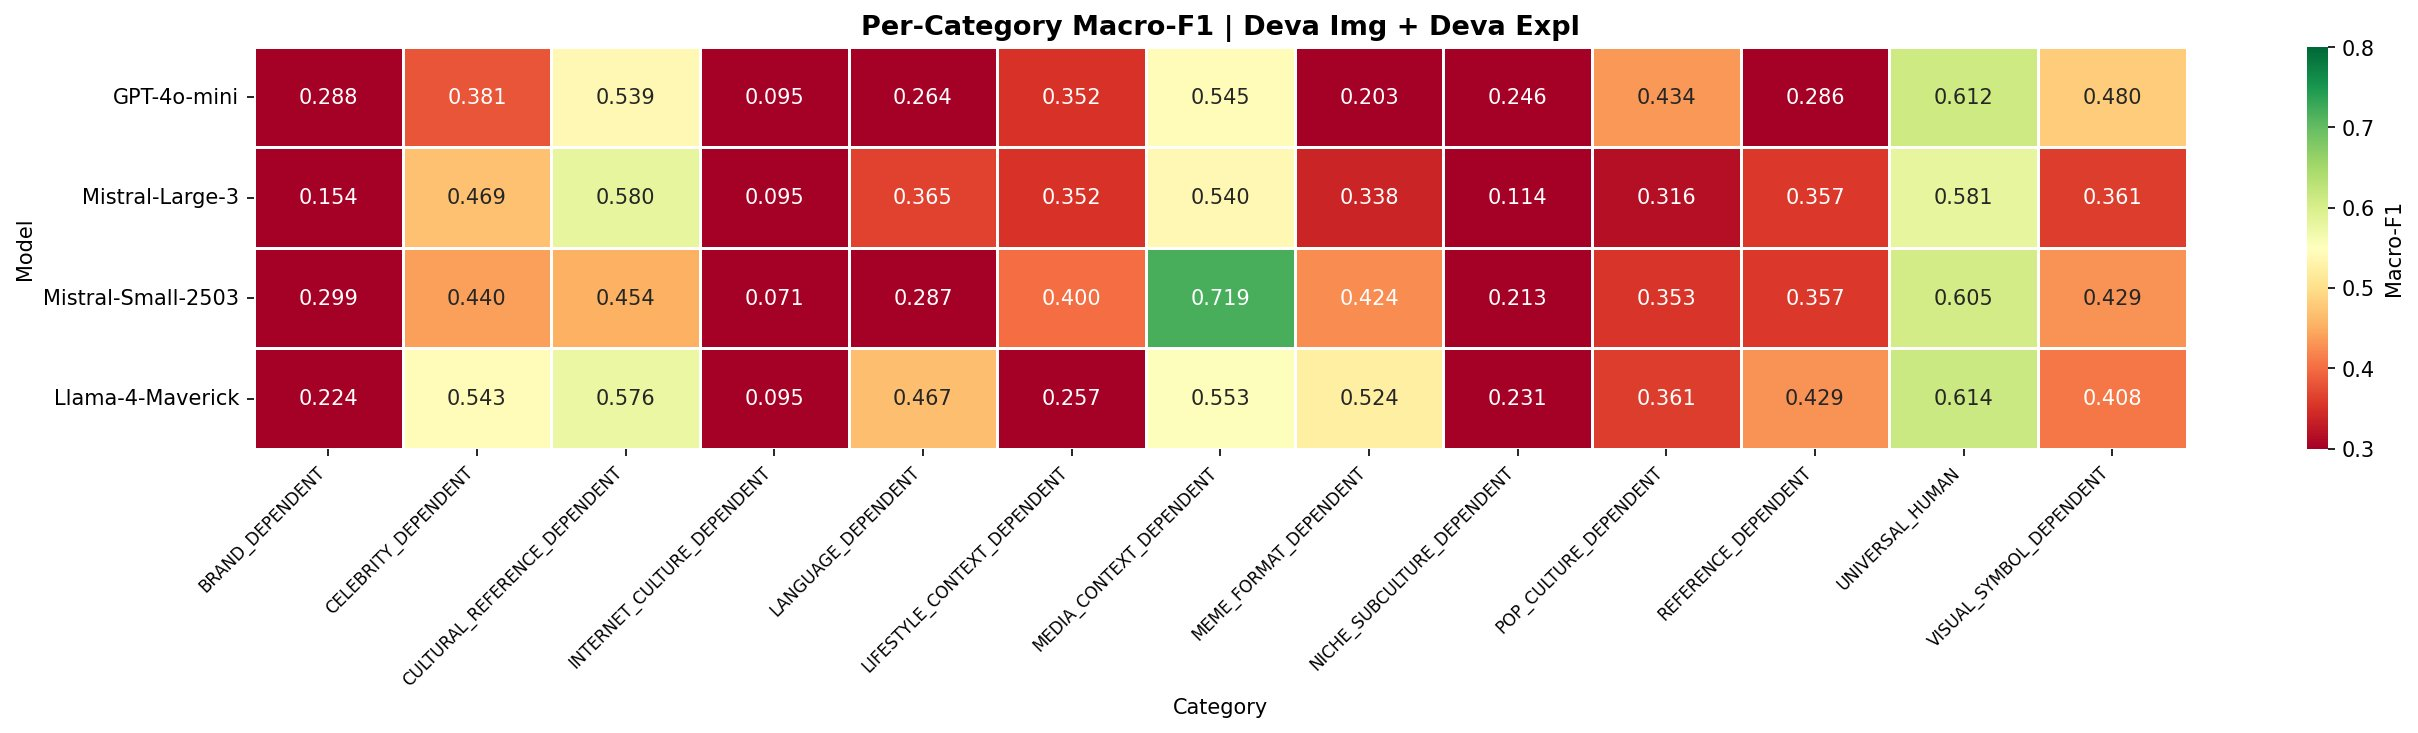 Per-Category Macro-F1 | Deva Img + Deva Expl
Model
GPT-4o-mini 0.288 0.381 0.539 0.095 0.264 0.352 0.545 0.203 0.246 0.434 0.286 0.612 0.480
Mistral-Large-3 0.154 0.469 0.580 0.095 0.365 0.352 0.540 0.338 0.114 0.316 0.357 0.581 0.361
Mistral-Small-2503 0.299 0.440 0.454 0.071 0.287 0.400 0.719 0.424 0.213 0.353 0.357 0.605 0.429
Llama-4-Maverick 0.224 0.543 0.576 0.095 0.467 0.257 0.553 0.524 0.231 0.361 0.429 0.614 0.408
BRAND_DEPENDENT
CELEBRITY_DEPENDENT
CULTURAL_REFERENCE_DEPENDENT
INTERNET_CULTURE_DEPENDENT
LANGUAGE_DEPENDENT
LIFESTYLE_CONTEXT_DEPENDENT
MEDIA_CONTEXT_DEPENDENT
MEME_FORMAT_DEPENDENT
NICHE_SUBCULTURE_DEPENDENT
POP_CULTURE_DEPENDENT
REFERENCE_DEPENDENT
UNIVERSAL_HUMAN
VISUAL_SYMBOL_DEPENDENT
Category
0.8
0.7
0.6
0.5
0.4
0.3
Macro-F1